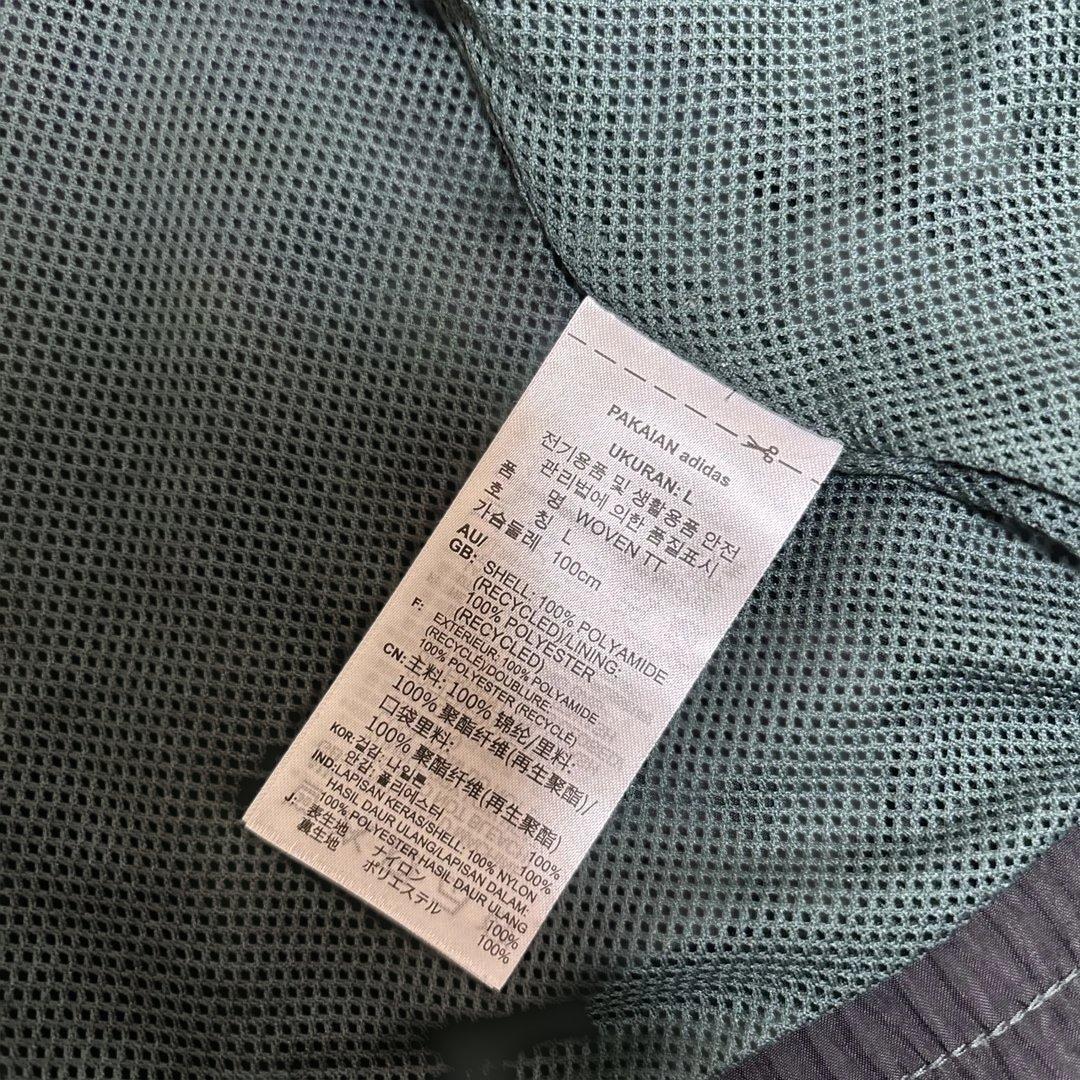 PAKAIAN adidas
UKURAN: L
전기용품 및 생활용품 안전
관리법에 의한 품질표시
품 명 WOVEN TT
호 칭 L
가슴둘레 100cm
AU/
GB: SHELL: 100% POLYAMIDE
(RECYCLED)/LINING:
100% POLYESTER
(RECYCLED)
F: EXTERIEUR: 100% POLYAMIDE
(RECYCLE)/DOUBLURE:
100% POLYESTER (RECYCLE)
CN: 主料: 100% 锦纶/里料:
100% 聚酯纤维(再生聚酯)/
口袋里料:
100% 聚酯纤维(再生聚酯)
KOR: 겉감: 나일론 100%
안감: 폴리에스터 100%
IND: LAPISAN KERAS/SHELL: 100% NYLON
HASIL DAUR ULANG/LAPISAN DALAM:
100% POLYESTER HASIL DAUR ULANG
J: 表生地 ナイロン 100%
裏生地 ポリエステル 100%